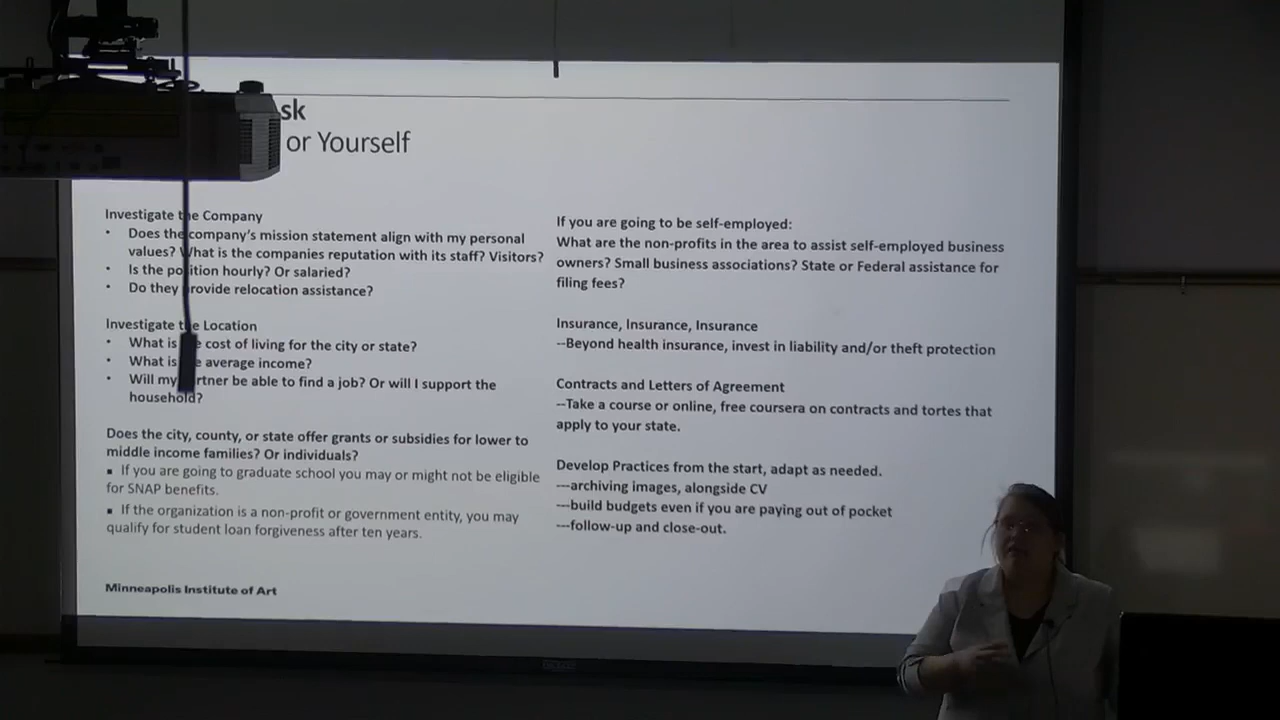 sk
or Yourself
Investigate the Company
• Does the company's mission statement align with my personal
values? What is the companies reputation with its staff? Visitors?
• Is the position hourly? Or salaried?
• Do they provide relocation assistance?
Investigate the Location
• What is cost of living for the city or state?
• What is average income?
• Will my rtner be able to find a job? Or will I support the
household?
Does the city, county, or state offer grants or subsidies for lower to
middle income families? Or individuals?
▪ If you are going to graduate school you may or might not be eligible
for SNAP benefits.
▪ If the organization is a non-profit or government entity, you may
qualify for student loan forgiveness after ten years.
Minneapolis Institute of Art
If you are going to be self-employed:
What are the non-profits in the area to assist self-employed business
owners? Small business associations? State or Federal assistance for
filing fees?
Insurance, Insurance, Insurance
--Beyond health insurance, invest in liability and/or theft protection
Contracts and Letters of Agreement
--Take a course or online, free coursera on contracts and tortes that
apply to your state.
Develop Practices from the start, adapt as needed.
---archiving images, alongside CV
---build budgets even if you are paying out of pocket
---follow-up and close-out.